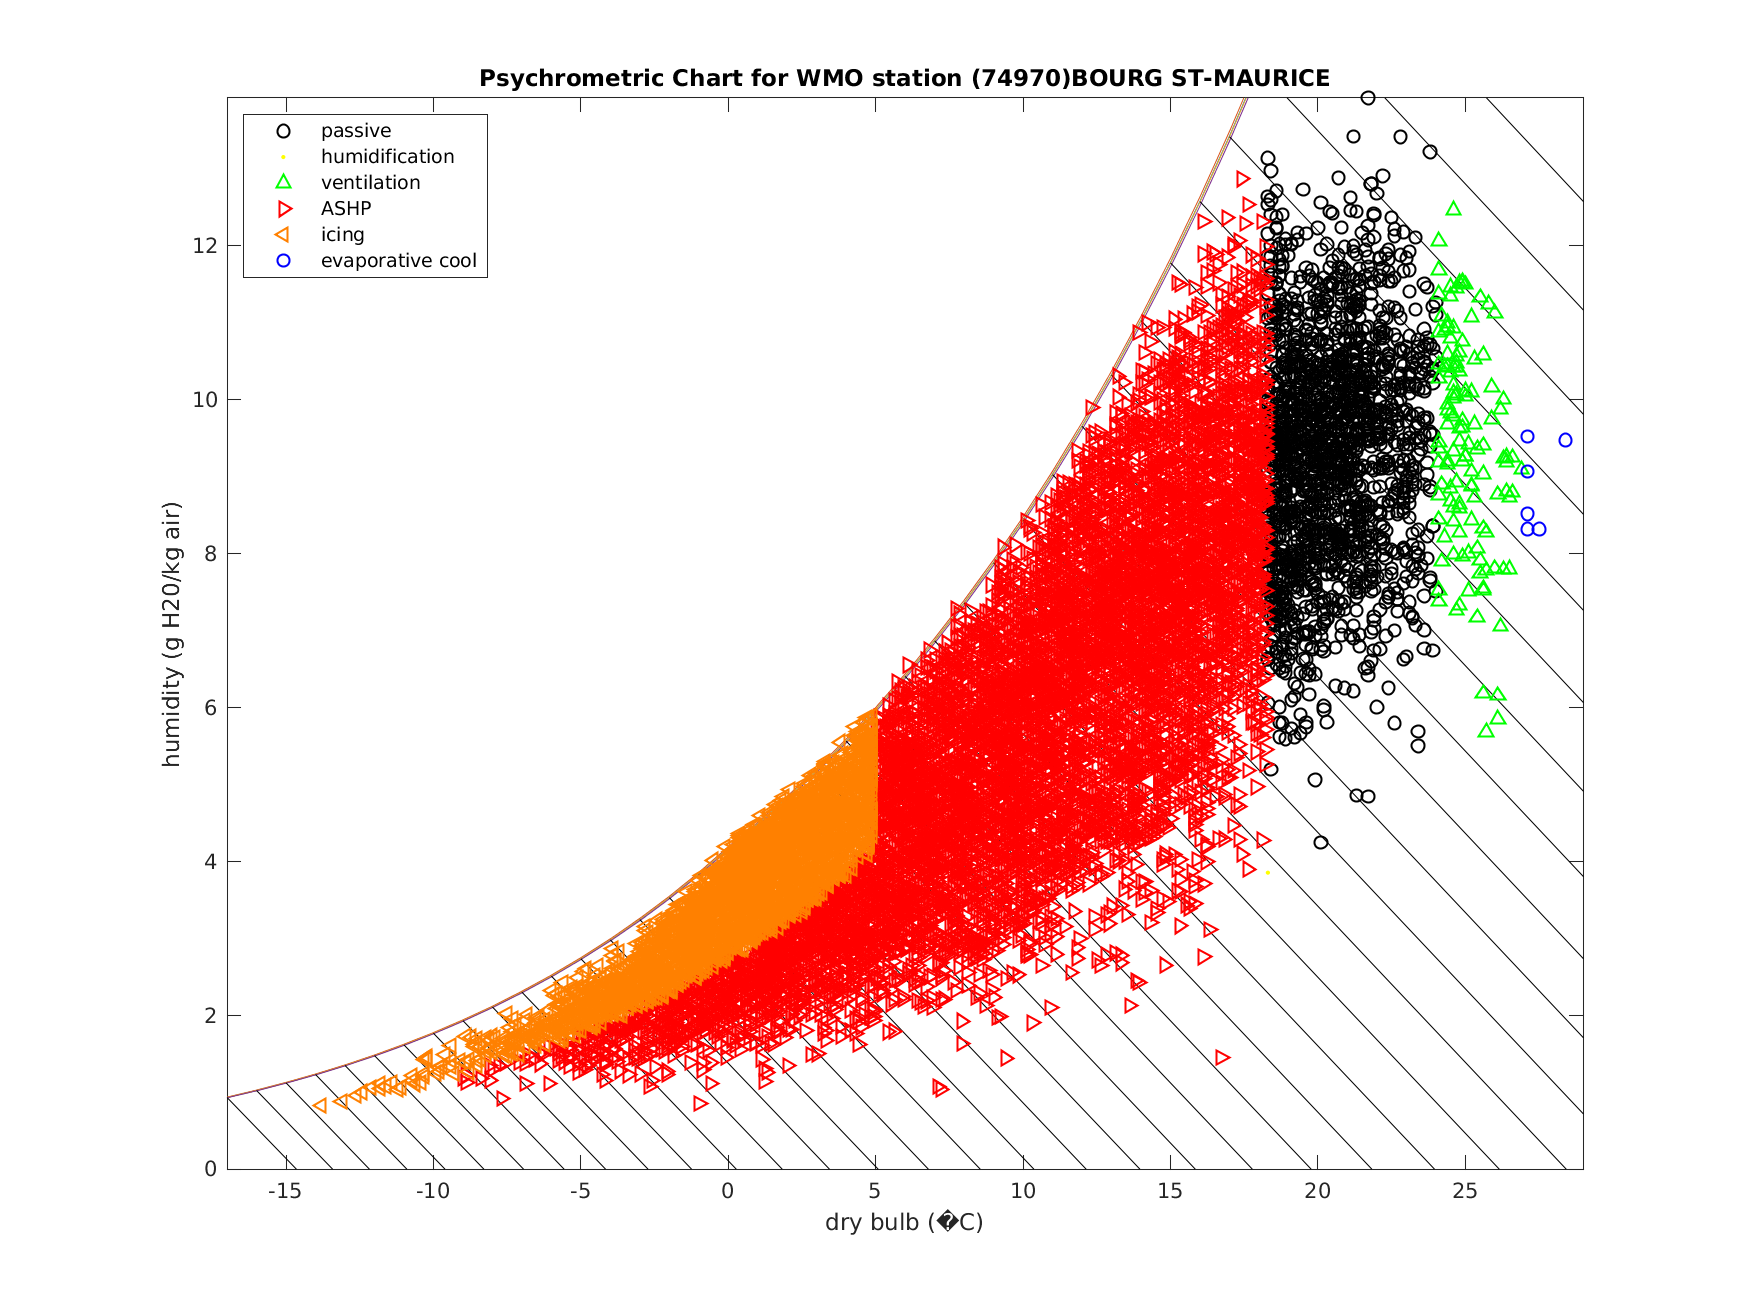 Psychrometric Chart for WMO station (74970)BOURG ST-MAURICE
passive
humidification
ventilation
ASHP
icing
evaporative cool
humidity (g H20/kg air)
12
10
8
6
4
2
0
-15 -10 -5 0 5 10 15 20 25
dry bulb (�C)